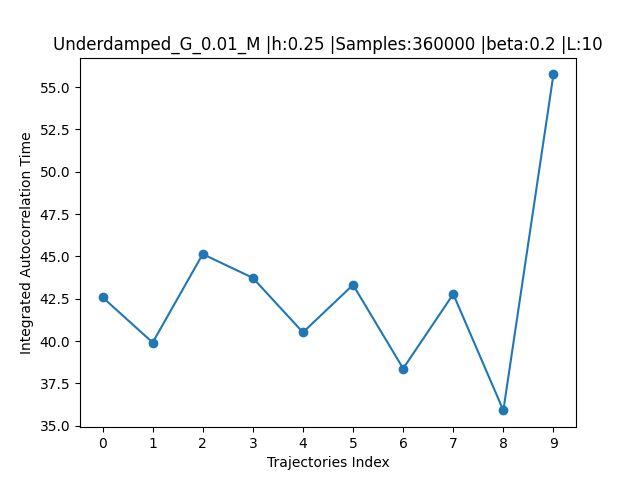 Underdamped_G_0.01_M |h:0.25 |Samples:360000 |beta:0.2 |L:10
55.0
52.5
50.0
47.5
45.0
42.5
40.0
37.5
35.0
Integrated Autocorrelation Time
0 1 2 3 4 5 6 7 8 9
Trajectories Index